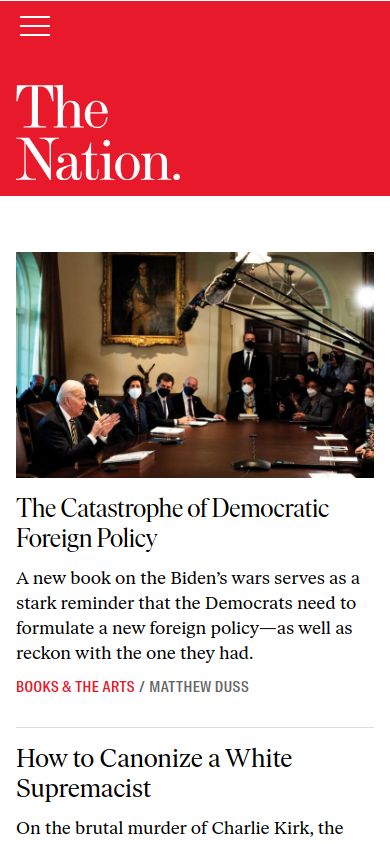 The
Nation.
The Catastrophe of Democratic
Foreign Policy
A new book on the Biden’s wars serves as a
stark reminder that the Democrats need to
formulate a new foreign policy—as well as
reckon with the one they had.
BOOKS & THE ARTS / MATTHEW DUSS
How to Canonize a White
Supremacist
On the brutal murder of Charlie Kirk, the